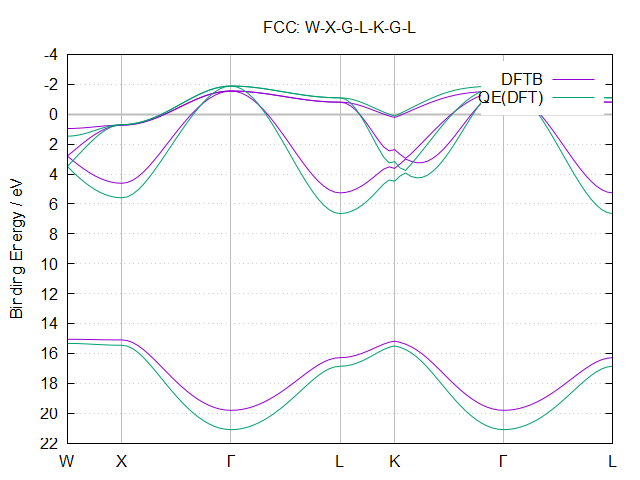 FCC: W-X-G-L-K-G-L
DFTB
QE(DFT)
Binding Energy / eV
-4
-2
0
2
4
6
8
10
12
14
16
18
20
22
W X Γ L K Γ L